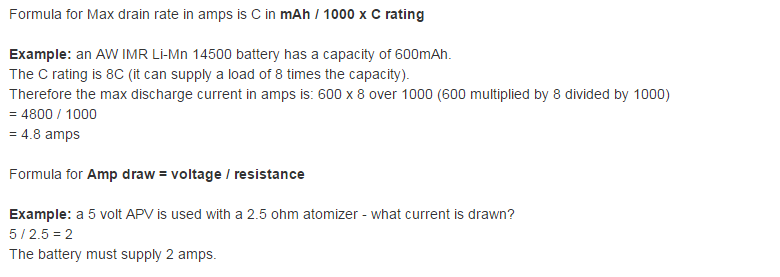 Formula for Max drain rate in amps is C in mAh / 1000 x C rating
Example: an AW IMR Li-Mn 14500 battery has a capacity of 600mAh.
The C rating is 8C (it can supply a load of 8 times the capacity).
Therefore the max discharge current in amps is: 600 x 8 over 1000 (600 multiplied by 8 divided by 1000)
= 4800 / 1000
= 4.8 amps
Formula for Amp draw = voltage / resistance
Example: a 5 volt APV is used with a 2.5 ohm atomizer - what current is drawn?
5 / 2.5 = 2
The battery must supply 2 amps.